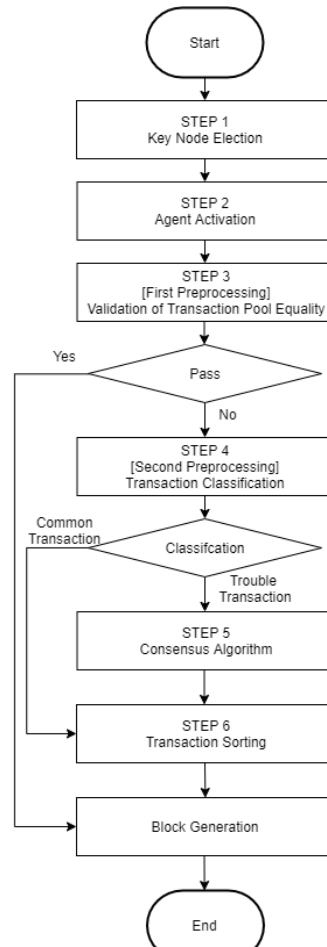 Start
STEP 1
Key Node Election
STEP 2
Agent Activation
STEP 3
[First Preprocessing]
Validation of Transaction Pool Equality
Yes
Pass
No
STEP 4
[Second Preprocessing]
Transaction Classification
Common
Transaction
Classifcation
Trouble
Transaction
STEP 5
Consensus Algorithm
STEP 6
Transaction Sorting
Block Generation
End